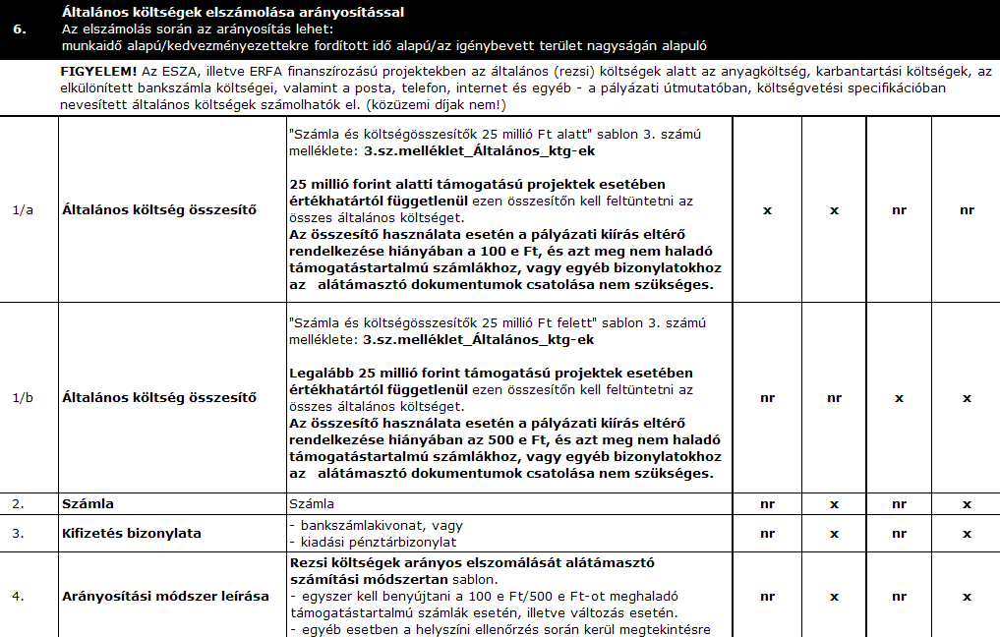 Általános költségek elszámolása arányosítással
6. Az elszámolás során az arányosítás lehet:
munkaidő alapú/kedvezményezettekre fordított idő alapú/az igénybevett terület nagyságán alapuló
FIGYELEM! Az ESZA, illetve ERFA finanszírozású projektekben az általános (rezsi) költségek alatt az anyagköltség, karbantartási költségek, az
elkülönített bankszámla költségei, valamint a posta, telefon, internet és egyéb - a pályázati útmutatóban, költségvetési specifikációban
nevesített általános költségek számolhatók el. (közüzemi díjak nem!)
"Számla és költségösszesítők 25 millió Ft alatt" sablon 3. számú
melléklete: 3.sz.melléklet_Általános_ktg-ek
25 millió forint alatti támogatású projektek esetében
1/a Általános költség összesítő értékhatártól függetlenül ezen összesítőn kell feltüntetni az x x nr nr
összes általános költséget.
Az összesítő használata esetén a pályázati kiírás eltérő
rendelkezése hiányában a 100 e Ft, és azt meg nem haladó
támogatástartalmú számlákhoz, vagy egyéb bizonylatokhoz
az alátámasztó dokumentumok csatolása nem szükséges.
"Számla és költségösszesítők 25 millió Ft felett" sablon 3. számú
melléklete: 3.sz.melléklet_Általános_ktg-ek
Legalább 25 millió forint támogatású projektek esetében
1/b Általános költség összesítő értékhatártól függetlenül ezen összesítőn kell feltüntetni az nr nr x x
összes általános költséget.
Az összesítő használata esetén a pályázati kiírás eltérő
rendelkezése hiányában az 500 e Ft, és azt meg nem haladó
támogatástartalmú számlákhoz, vagy egyéb bizonylatokhoz
az alátámasztó dokumentumok csatolása nem szükséges.
2. Számla Számla nr x nr x
3. Kifizetés bizonylata - bankszámlakivonat, vagy nr x nr x
- kiadási pénztárbizonylat
Rezsi költségek arányos elszomálását alátámasztó
számítási módszertan sablon.
4. Arányosítási módszer leírása - egyszer kell benyújtani a 100 e Ft/500 e Ft-ot meghaladó nr x nr x
támogatástartalmú számlák esetén, illetve változás esetén.
- egyéb esetben a helyszíni ellenőrzés során kerül megtekintésre